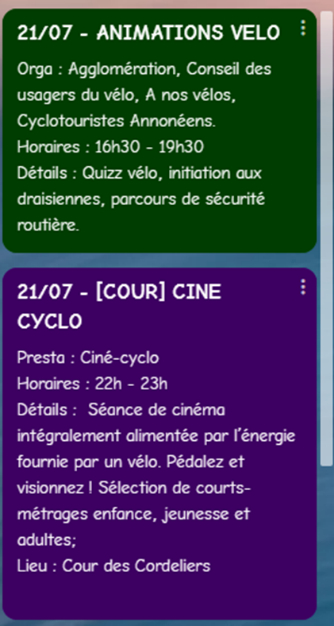 21/07 - ANIMATIONS VELO
Orga : Agglomération, Conseil des
usagers du vélo, A nos vélos,
Cyclotouristes Annonéens.
Horaires : 16h30 - 19h30
Détails : Quizz vélo, initiation aux
draisiennes, parcours de sécurité
routière.
21/07 - [COUR] CINE
CYCLO
Presta : Ciné-cyclo
Horaires : 22h - 23h
Détails :  Séance de cinéma
intégralement alimentée par l'énergie
fournie par un vélo. Pédalez et
visionnez ! Sélection de courts-
métrages enfance, jeunesse et
adultes;
Lieu : Cour des Cordeliers